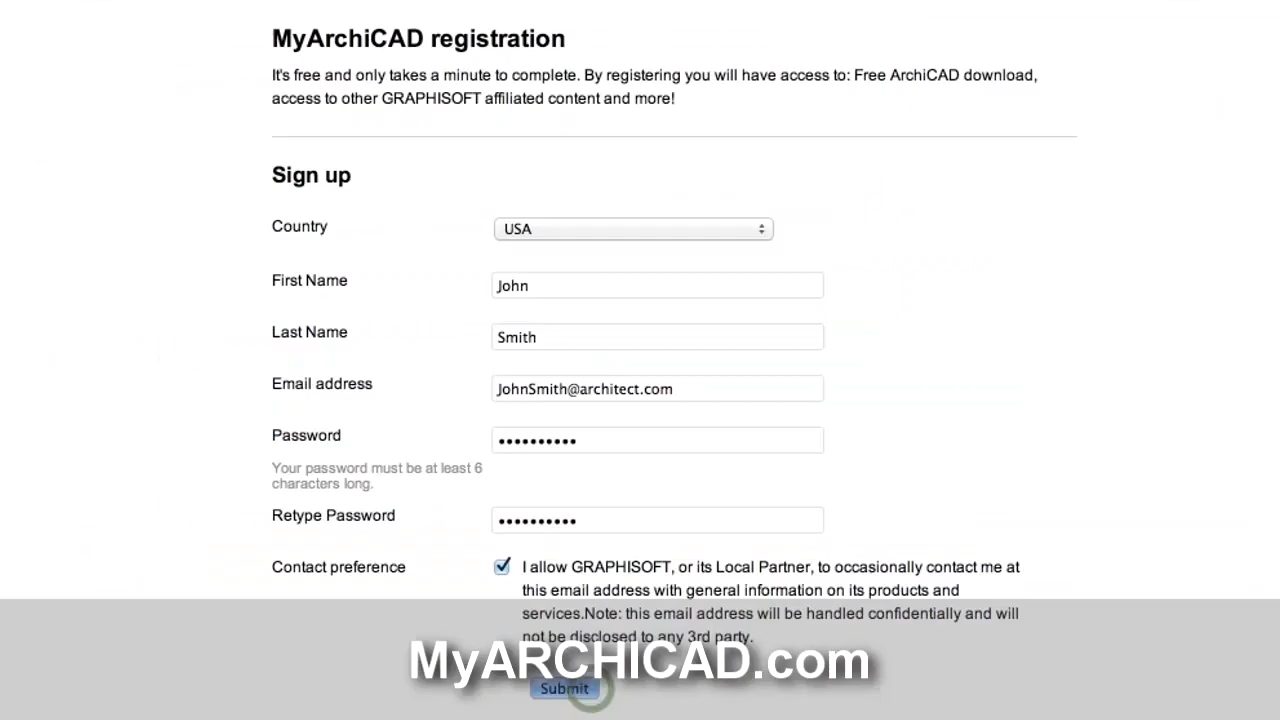 MyArchiCAD registration
It's free and only takes a minute to complete. By registering you will have access to: Free ArchiCAD download,
access to other GRAPHISOFT affiliated content and more!
Sign up
Country
USA
First Name
John
Last Name
Smith
Email address
JohnSmith@architect.com
Password
••••••••••
Your password must be at least 6
characters long.
Retype Password
••••••••••
Contact preference
I allow GRAPHISOFT, or its Local Partner, to occasionally contact me at
this email address with general information on its products and
services.Note: this email address will be handled confidentially and will
not be disclosed to any 3rd party.
MyARCHICAD.com
Submit